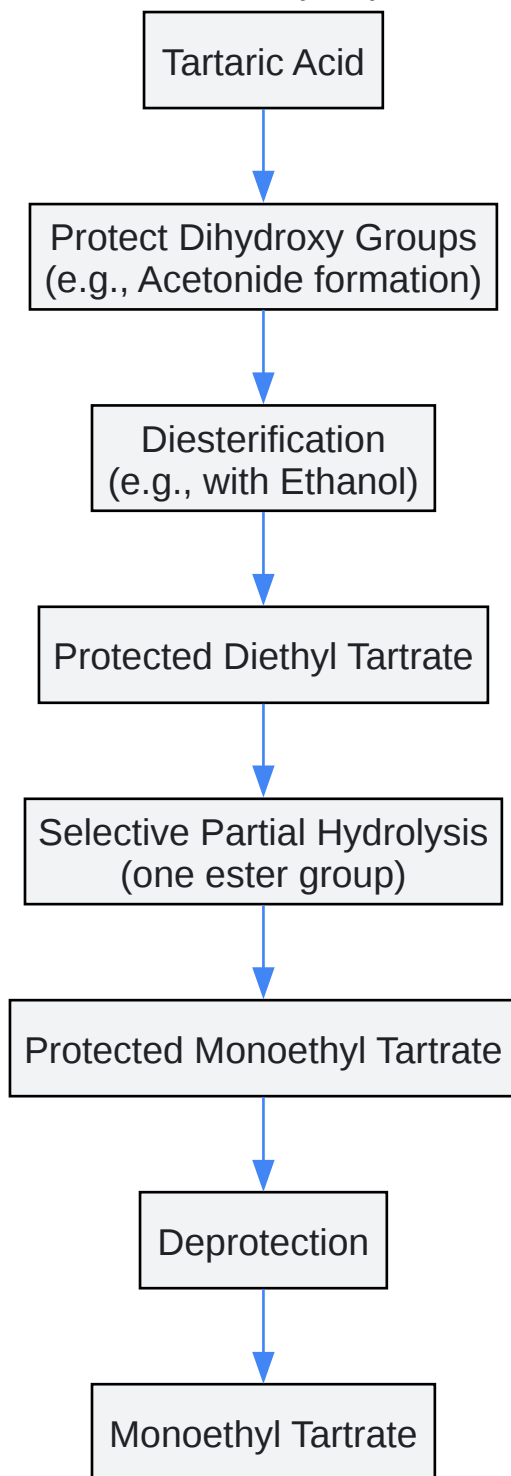 Tartaric Acid
Protect Dihydroxy Groups
(e.g., Acetonide formation)
Diesterification
(e.g., with Ethanol)
Protected Diethyl Tartrate
Selective Partial Hydrolysis
(one ester group)
Protected Monoethyl Tartrate
Deprotection
Monoethyl Tartrate